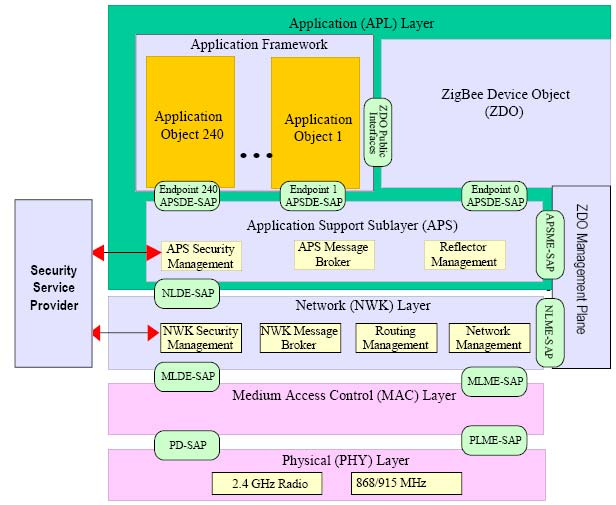 Application (APL) Layer
Application Framework
Application
Object 240
...
Application
Object 1
ZDO Public
Interfaces
ZigBee Device Object
(ZDO)
Endpoint 240
APSDE-SAP
Endpoint 1
APSDE-SAP
Endpoint 0
APSDE-SAP
Application Support Sublayer (APS)
APS Security
Management
APS Message
Broker
Reflector
Management
APSME-SAP
ZDO Management Plane
Security
Service
Provider
NLDE-SAP
Network (NWK) Layer
NWK Security
Management
NWK Message
Broker
Routing
Management
Network
Management
NLME-SAP
MLDE-SAP
MLME-SAP
Medium Access Control (MAC) Layer
PD-SAP
PLME-SAP
Physical (PHY) Layer
2.4 GHz Radio
868/915 MHz